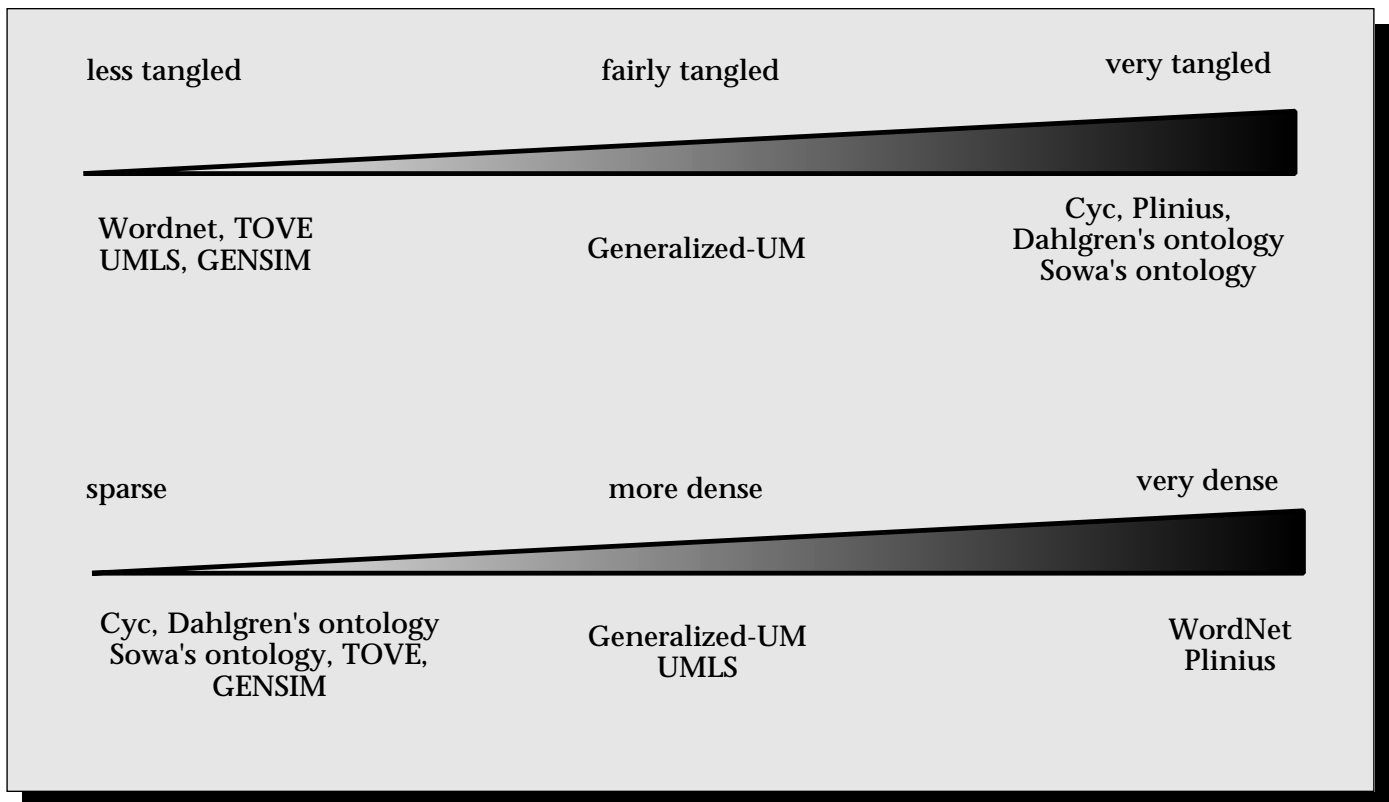 less tangled
fairly tangled
very tangled
Wordnet, TOVE
UMLS, GENSIM
Generalized-UM
Cyc, Plinius,
Dahlgren's ontology
Sowa's ontology
sparse
more dense
very dense
Cyc, Dahlgren's ontology
Sowa's ontology, TOVE,
GENSIM
Generalized-UM
UMLS
WordNet
Plinius